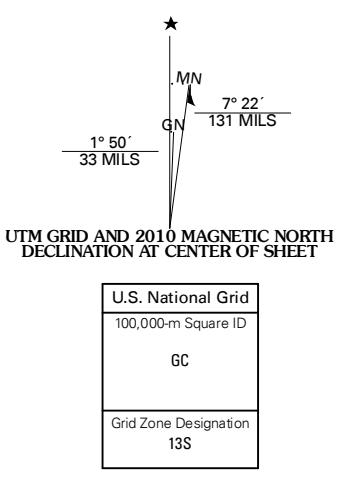 ★
MN
7° 22´
131 MILS
GN
1° 50´
33 MILS
UTM GRID AND 2010 MAGNETIC NORTH
DECLINATION AT CENTER OF SHEET
U.S. National Grid
100,000-m Square ID
GC
Grid Zone Designation
13S